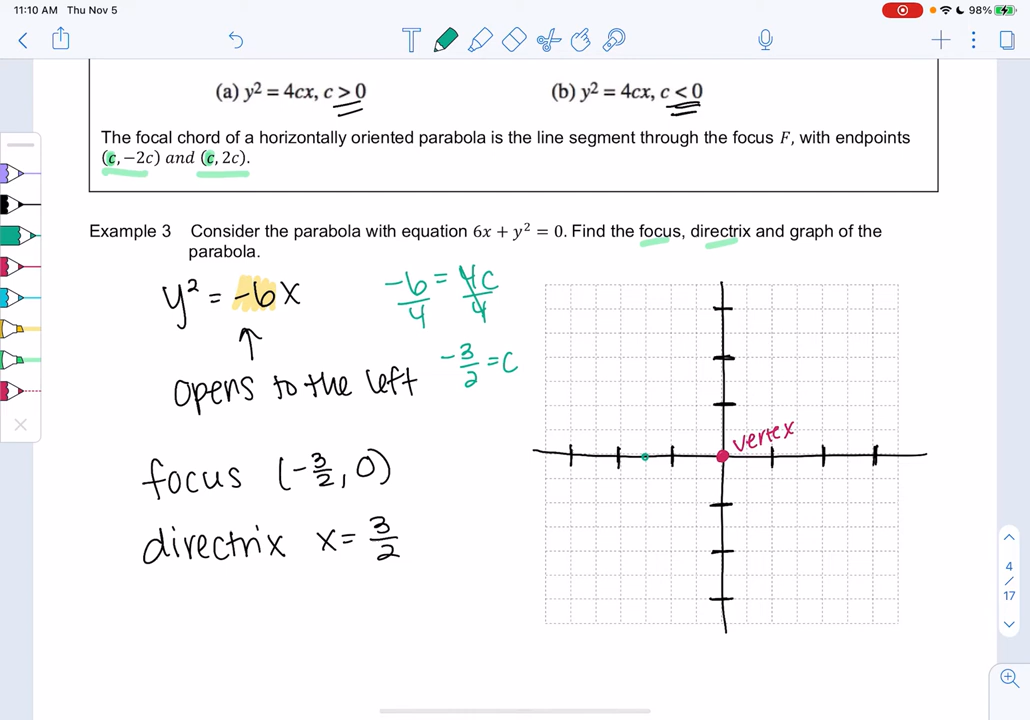 11:10 AM Thu Nov 5
98%
T
(a) y² = 4cx, c > 0 (b) y² = 4cx, c < 0
The focal chord of a horizontally oriented parabola is the line segment through the focus F, with endpoints
(c, −2c) and (c, 2c).
Example 3 Consider the parabola with equation 6x + y² = 0. Find the focus, directrix and graph of the
parabola.
y² = -6x
-6/4 = 4c/4
-3/2 = c
opens to the left
vertex
focus (-3/2, 0)
directrix x = 3/2
4
/
17